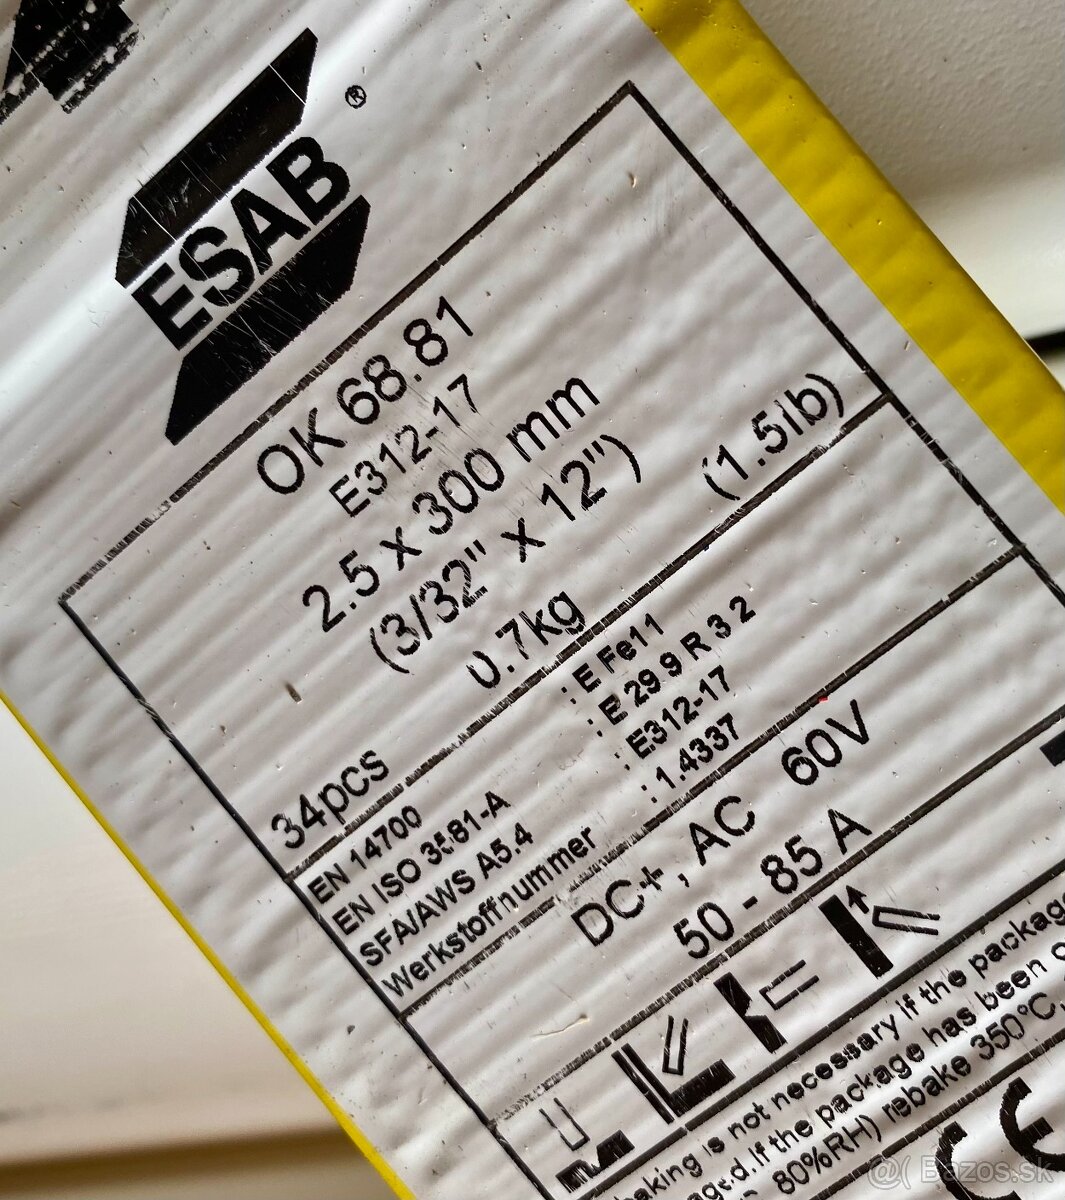 ESAB ®
OK 68.81
E312-17
2.5 x 300 mm
(3/32" x 12")
0.7kg (1.5lb)
34pcs
EN 14700 : E Fe11
EN ISO 3581-A : E 29 9 R 3 2
SFA/AWS A5.4 : E312-17
Werkstoffnummer : 1.4337
DC+, AC 60V
50 - 85 A
baking is not necessary if the package
.If the package has been
80%RH) rebake 350°C,
CE
Bazos.sk